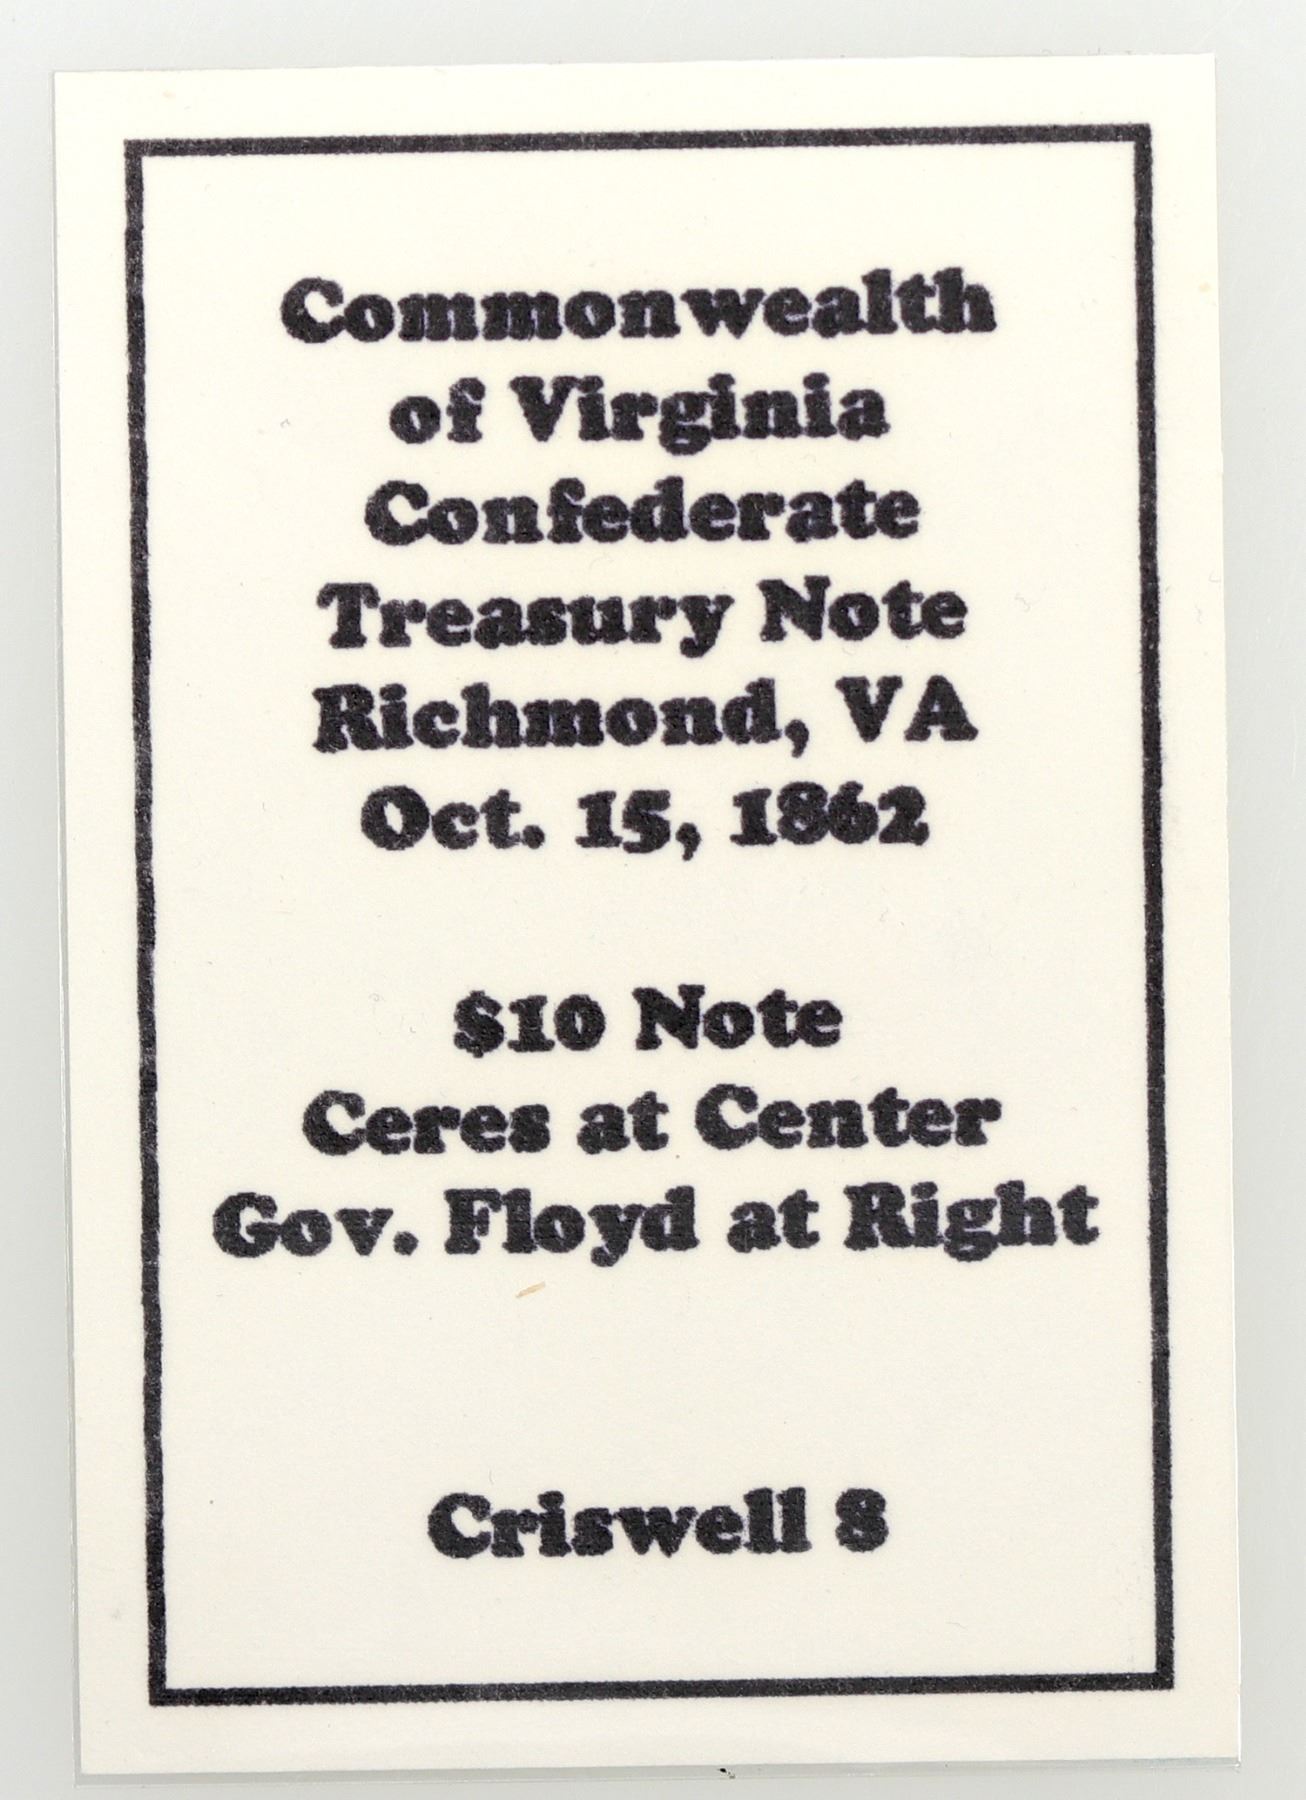 Commonwealth
of Virginia
Confederate
Treasury Note
Richmond, VA
Oct. 15, 1862
$10 Note
Ceres at Center
Gov. Floyd at Right
Criswell 8